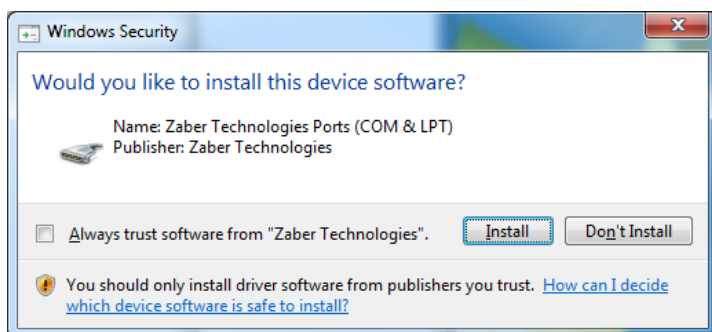 Windows Security
Would you like to install this device software?
Name: Zaber Technologies Ports (COM & LPT)
Publisher: Zaber Technologies
Always trust software from "Zaber Technologies".
Install
Don't Install
You should only install driver software from publishers you trust. How can I decide
which device software is safe to install?